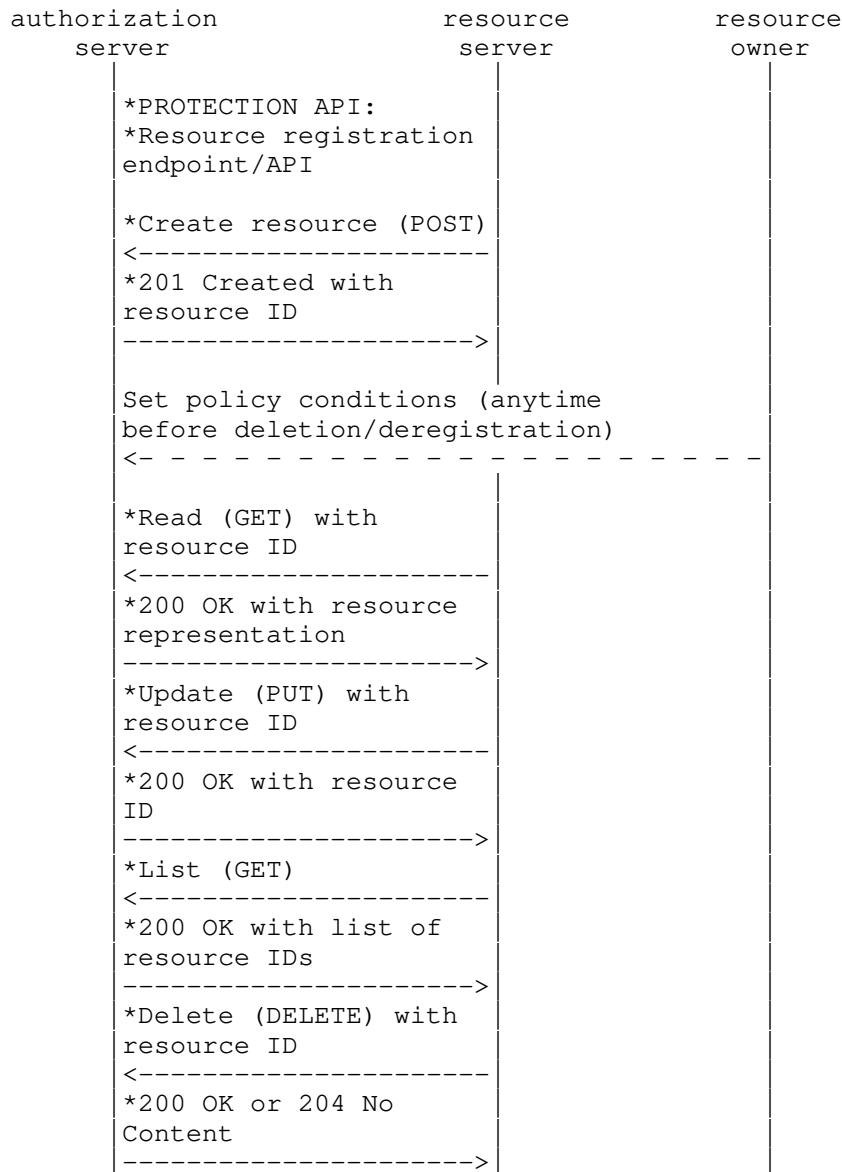 authorization resource resource
server server owner
*PROTECTION API:
*Resource registration
endpoint/API
*Create resource (POST)
*201 Created with
resource ID
Set policy conditions (anytime
before deletion/deregistration)
*Read (GET) with
resource ID
*200 OK with resource
representation
*Update (PUT) with
resource ID
*200 OK with resource
ID
*List (GET)
*200 OK with list of
resource IDs
*Delete (DELETE) with
resource ID
*200 OK or 204 No
Content